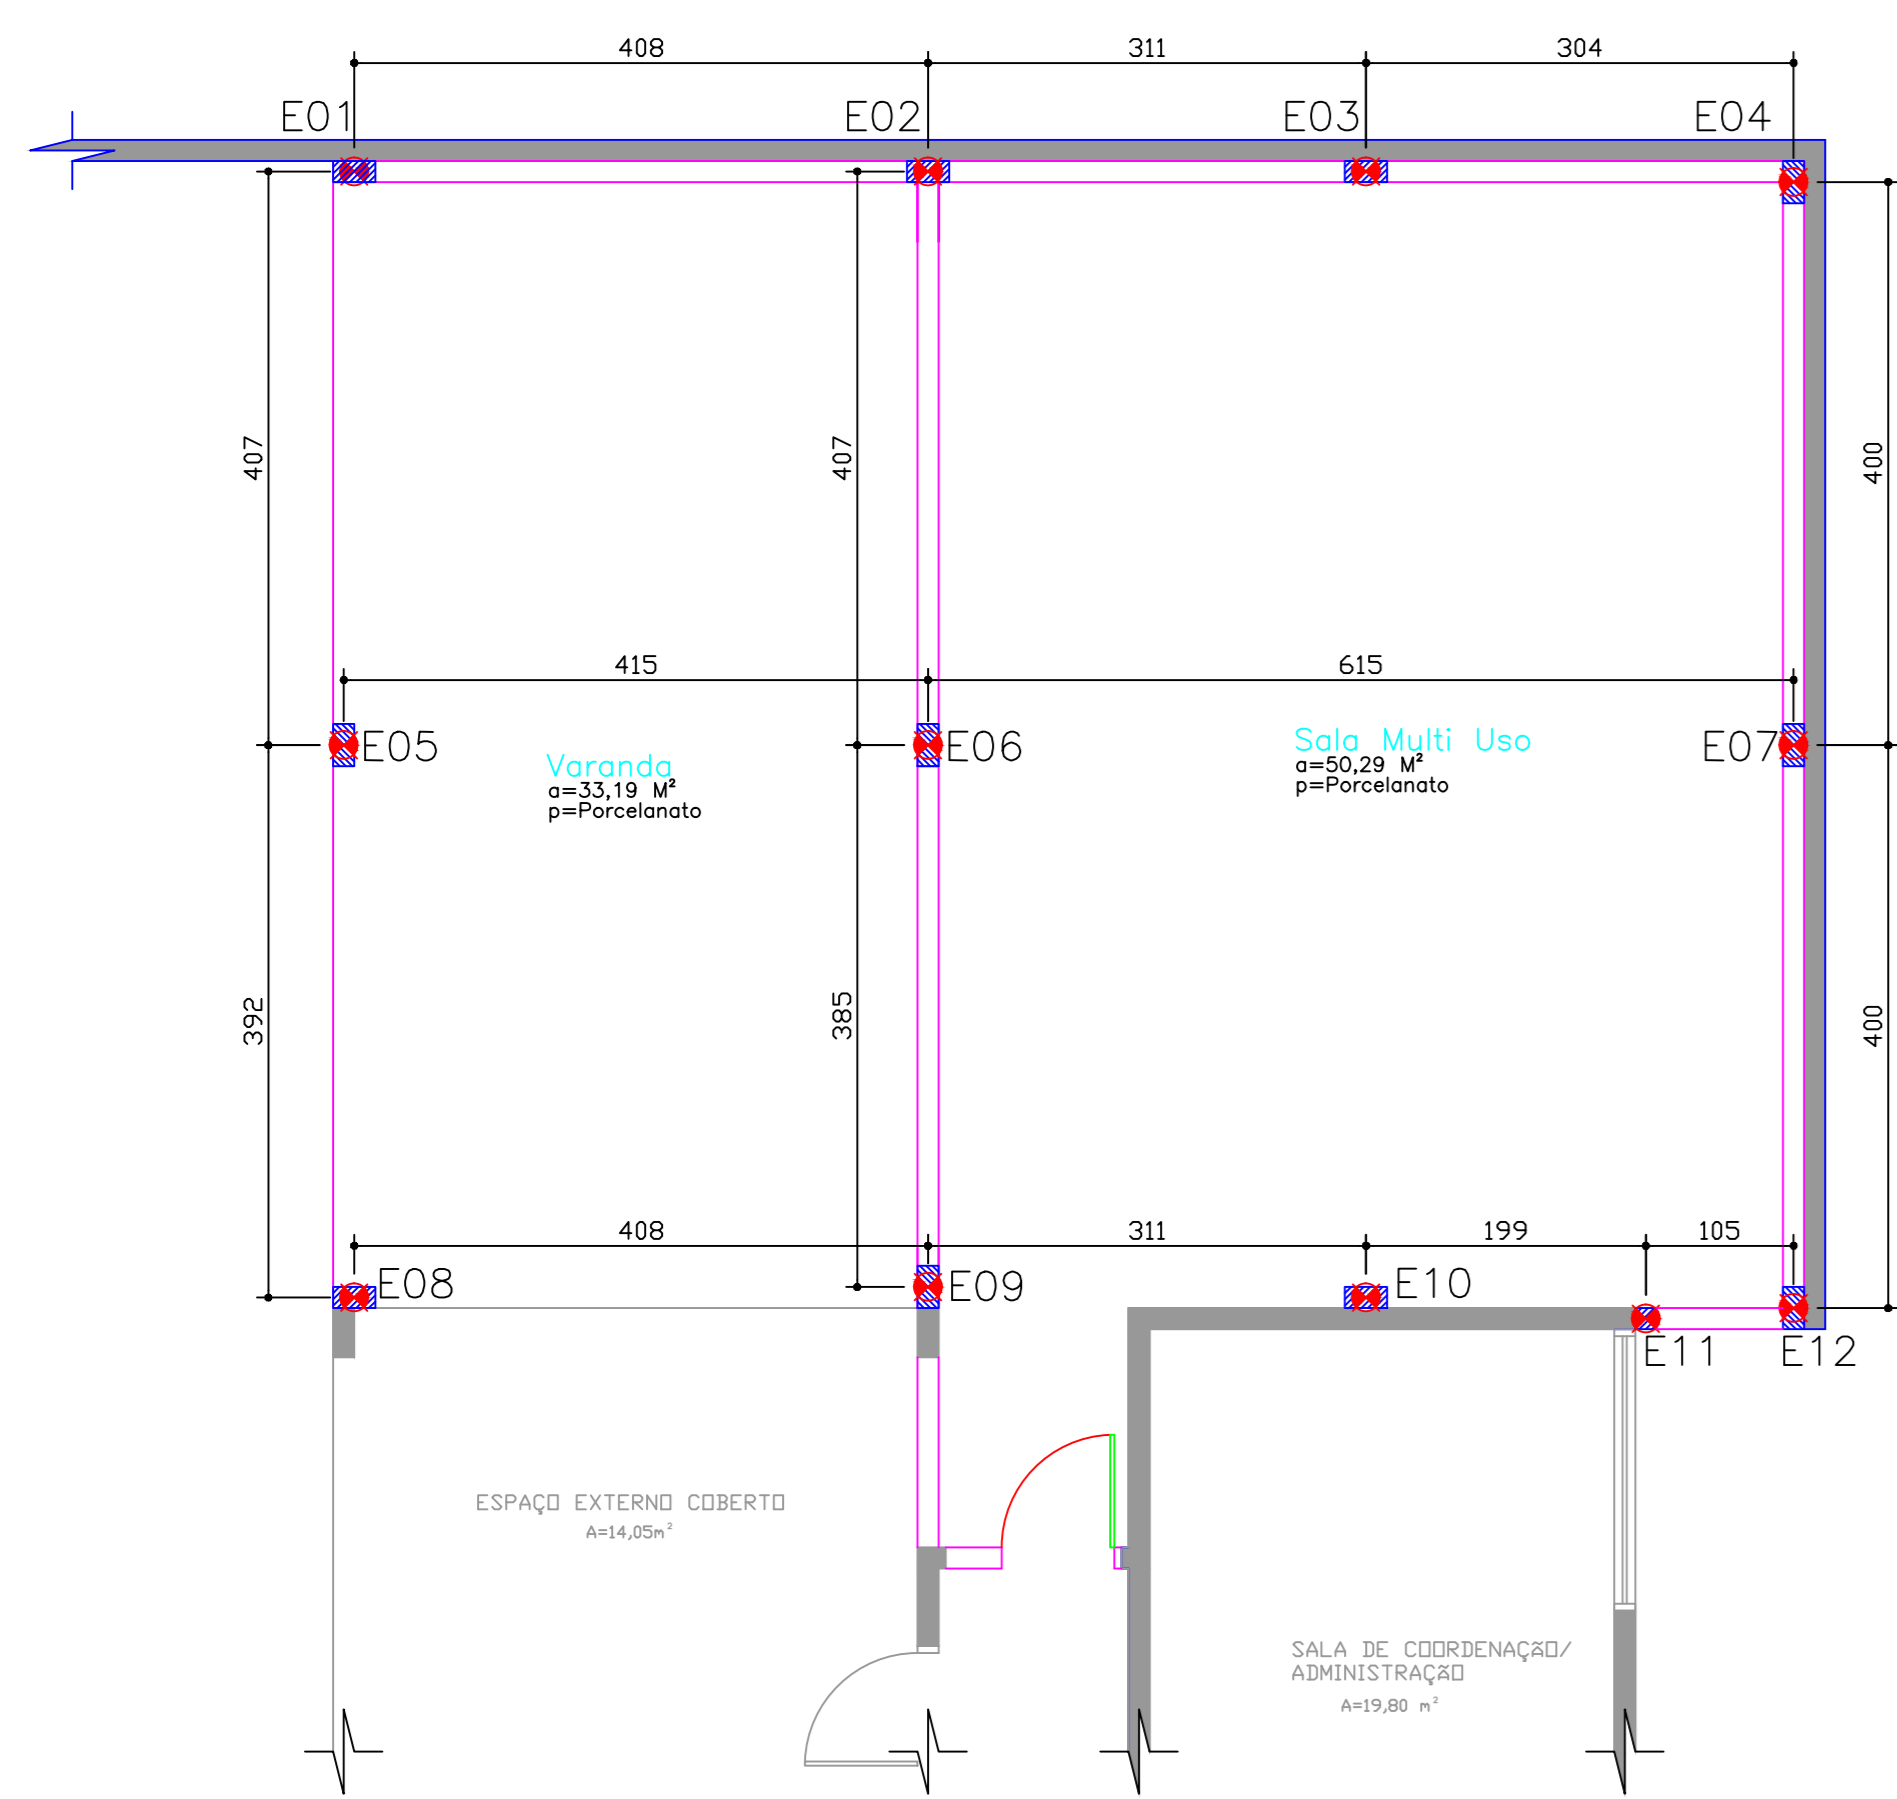 408
311
304
E01
E02
E03
E04
407
407
400
415
615
E05
E06
E07
Varanda
a=33,19 M²
p=Porcelanato
Sala Multi Uso
a=50,29 M²
p=Porcelanato
392
385
400
408
311
199
105
E08
E09
E10
E11
E12
ESPAÇO EXTERNO COBERTO
A=14,05m²
SALA DE COORDENAÇÃO/
ADMINISTRAÇÃO
A=19,80 m²